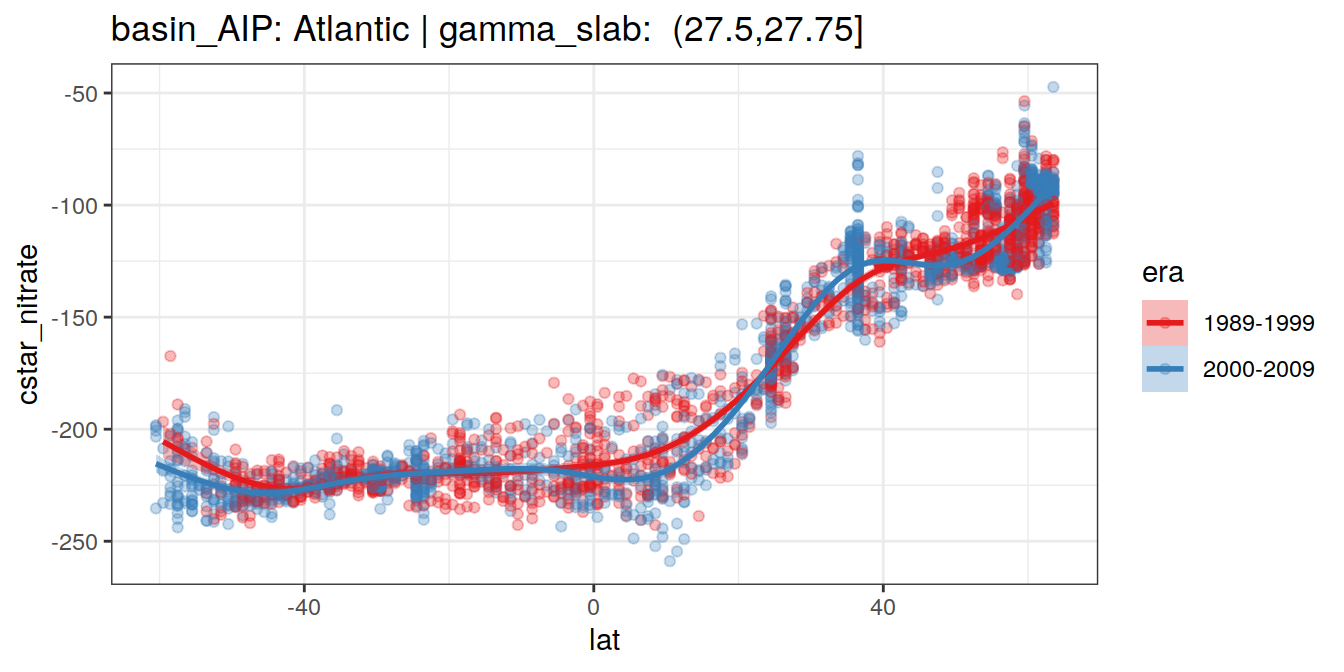 basin_AIP: Atlantic | gamma_slab:  (27.5,27.75]
-50
-100
-150
-200
-250
cstar_nitrate
-40
0
40
lat
era
1989-1999
2000-2009